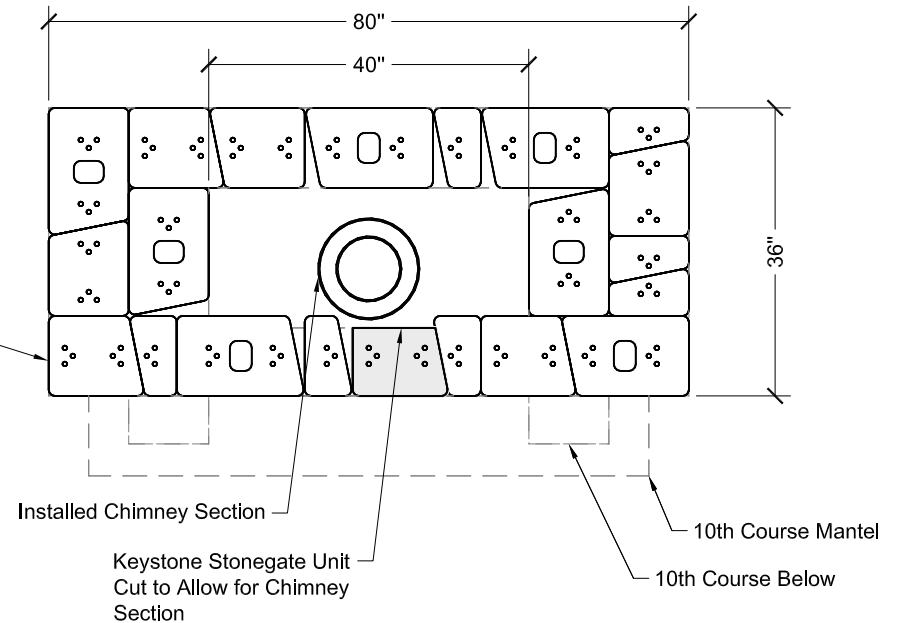 80"
40"
36"
Installed Chimney Section
10th Course Mantel
Keystone Stonegate Unit
Cut to Allow for Chimney
Section
10th Course Below